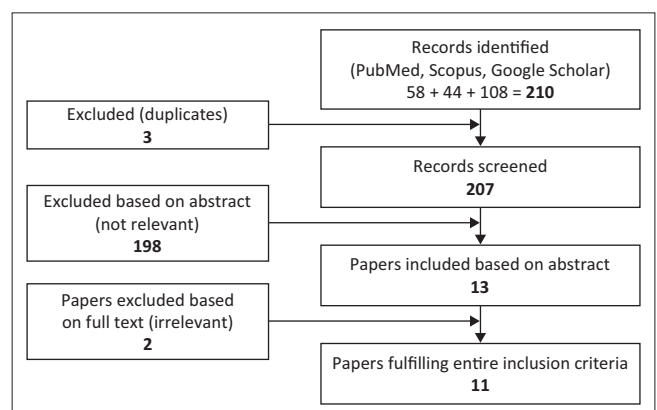 Records identified
(PubMed, Scopus, Google Scholar)
58 + 44 + 108 = 210
Excluded (duplicates)
3
Records screened
207
Excluded based on abstract
(not relevant)
198
Papers included based on abstract
13
Papers excluded based
on full text (irrelevant)
2
Papers fulfilling entire inclusion criteria
11